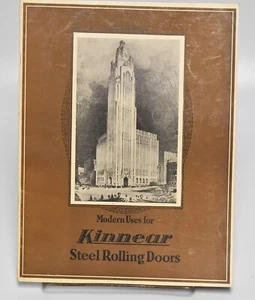 Modern Uses for
Kinnear
Steel Rolling Doors